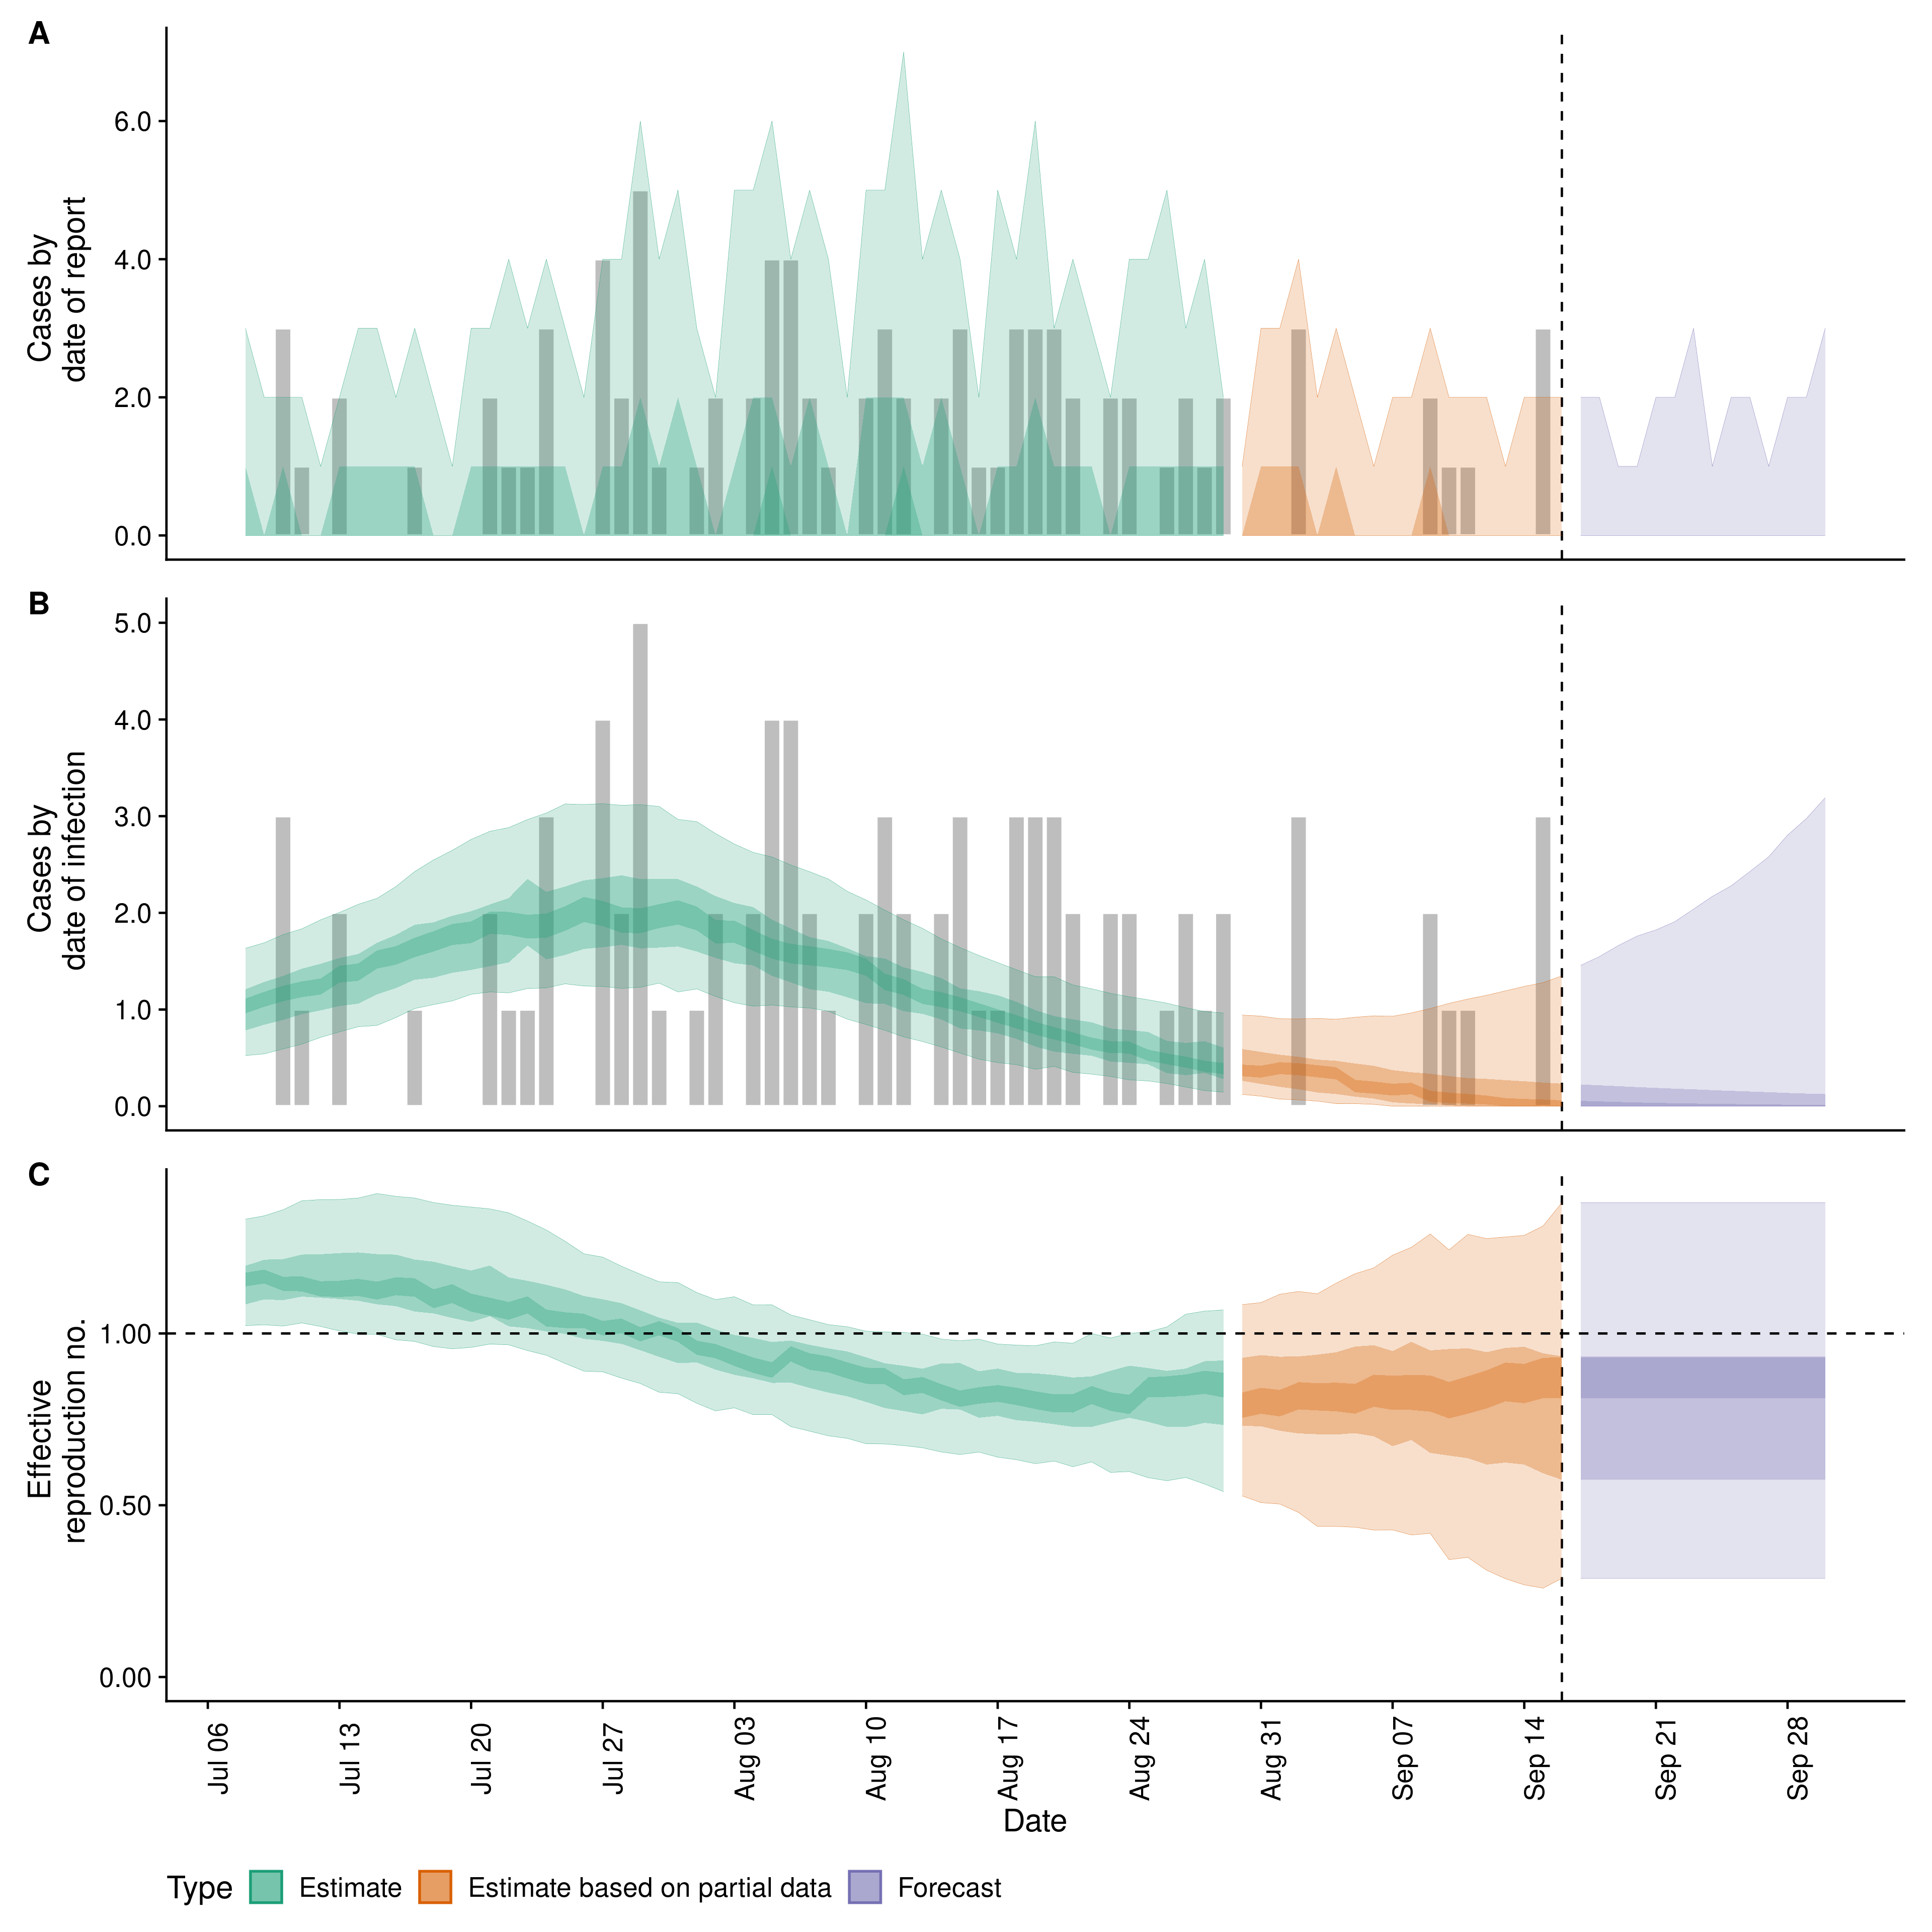 A
6.0
4.0
2.0
0.0
Cases by
date of report
B
5.0
4.0
3.0
2.0
1.0
0.0
Cases by
date of infection
C
1.00
0.50
0.00
Effective
reproduction no.
Jul 06
Jul 13
Jul 20
Jul 27
Aug 03
Aug 10
Aug 17
Aug 24
Aug 31
Sep 07
Sep 14
Sep 21
Sep 28
Date
Type Estimate Estimate based on partial data Forecast